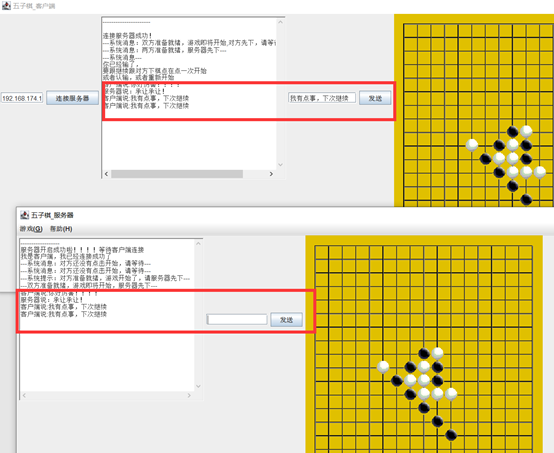 五子棋_客户端
--------------------
连接服务器成功!
---系统消息:双方准备就绪,游戏即将开始,对方先下,请等待
---系统消息:两方准备就绪,服务器先下---
---系统消息---
你已经输了,
要跟继续跟对方下棋点在点一次开始
或者认输,或者重新开始
服务器说:承让承让!
客户端说:我有点事,下次继续
客户端说:我有点事,下次继续
192.168.174.1
连接服务器
我有点事,下次继续
发送
五子棋_服务器
游戏(G) 帮助(H)
--------------------
服务器开启成功啦!!!!等待客户端连接
我是客户端,我已经连接成功了
---系统消息:对方还没有点击开始,请等待---
---系统消息:对方还没有点击开始,请等待---
---系统提示:对方准备就绪,游戏开始了,请服务器先下---
---双方准备就绪,游戏即将开始,服务器先下---
客户端说:你好厉害!!!!
服务器说:承让承让!
客户端说:我有点事,下次继续
客户端说:我有点事,下次继续
发送